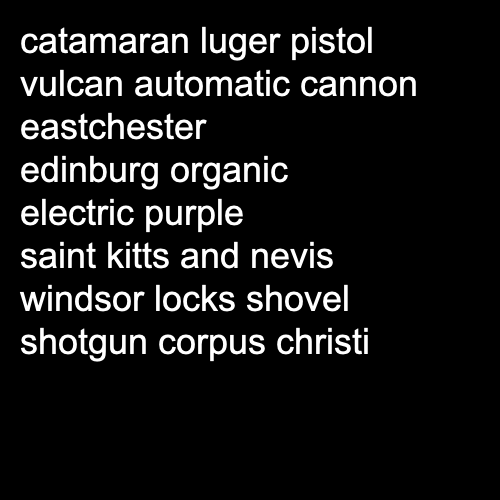 catamaran luger pistol
vulcan automatic cannon
eastchester
edinburg organic
electric purple
saint kitts and nevis
windsor locks shovel
shotgun corpus christi